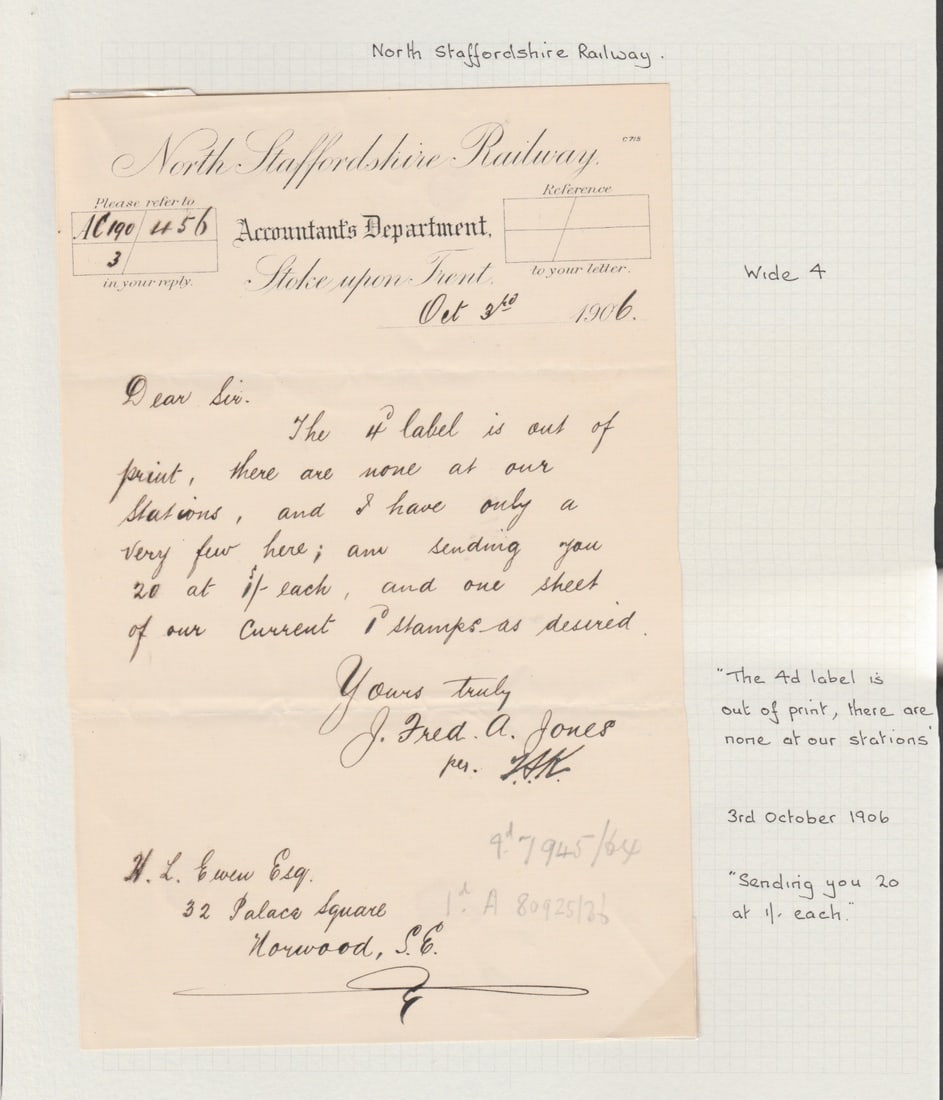 North Staffordshire Railway.
C 718
North Staffordshire Railway.
Please refer to
AC 190 / 456
3
in your reply.
Accountant's Department,
Stoke upon Trent.
Reference
to your letter.
Oct 3rd 1906.
Wide 4
Dear Sir.
The 4d label is out of
print, there are none at our
Stations, and I have only a
very few here; am sending you
20 at 1/- each, and one sheet
of our Current 1d stamps as desired.
Yours truly
J. Fred. A. Jones
per.
"The 4d label is
out of print, there are
none at our stations"
3rd October 1906
"Sending you 20
at 1/- each."
4d 7945/64
1d A 80925/36
H. L. Ewen Esq.
32 Palace Square
Norwood, S.E.